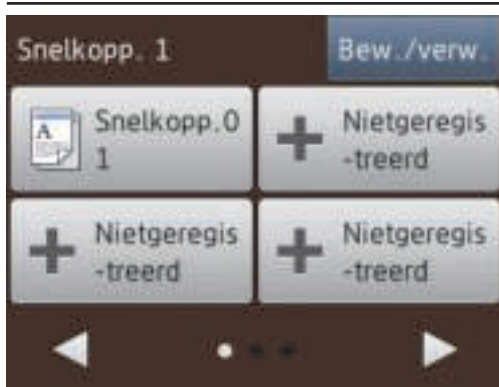 Snelkopp. 1
Bew./verw.
Snelkopp.0
1
Nietgeregis
-treerd
Nietgeregis
-treerd
Nietgeregis
-treerd